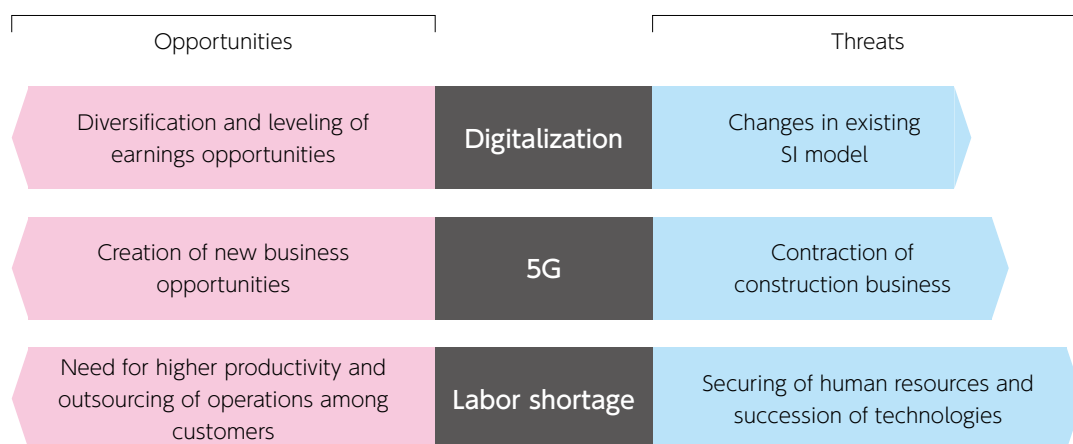 Opportunities
Threats
Diversification and leveling of
earnings opportunities
Digitalization
Changes in existing
SI model
Creation of new business
opportunities
5G
Contraction of
construction business
Need for higher productivity and
outsourcing of operations among
customers
Labor shortage
Securing of human resources and
succession of technologies